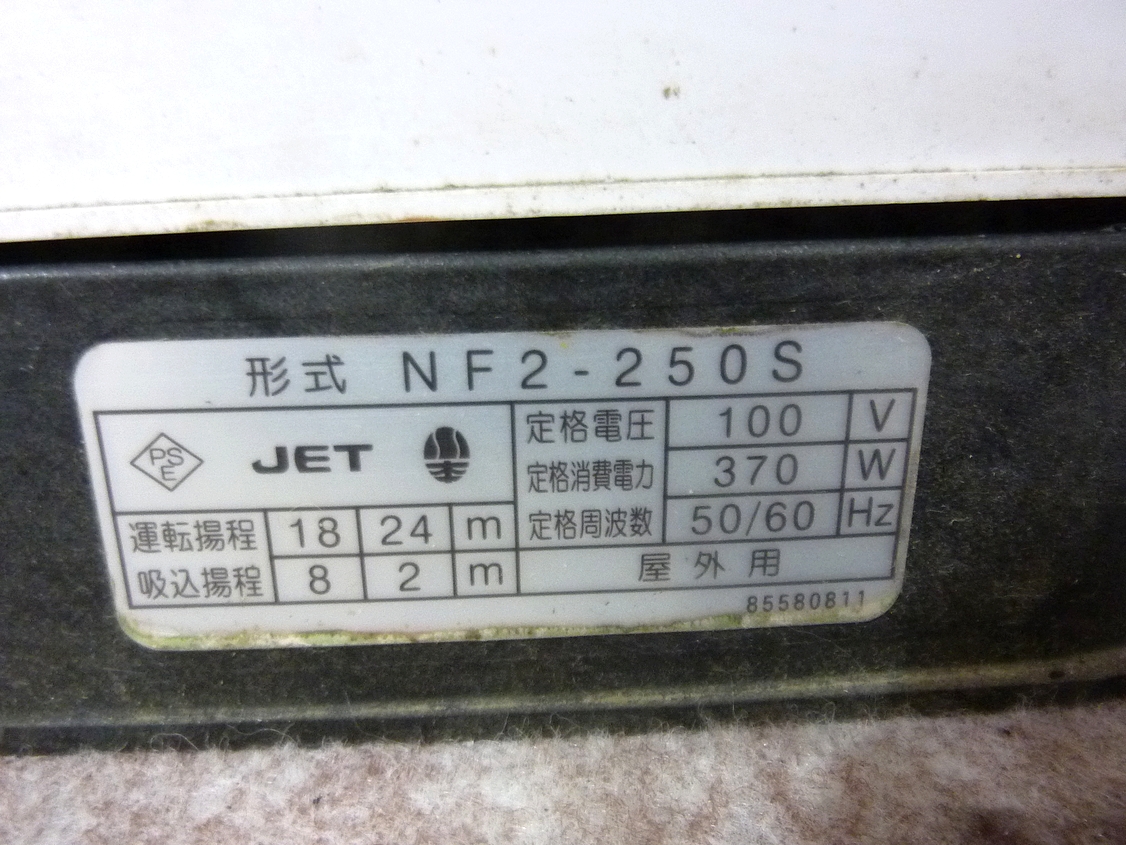 形式 NF2-250S
PSE JET
定格電圧 100 V
定格消費電力 370 W
定格周波数 50/60 Hz
運転揚程 18 24 m
吸込揚程 8 2 m
屋外用
85580811